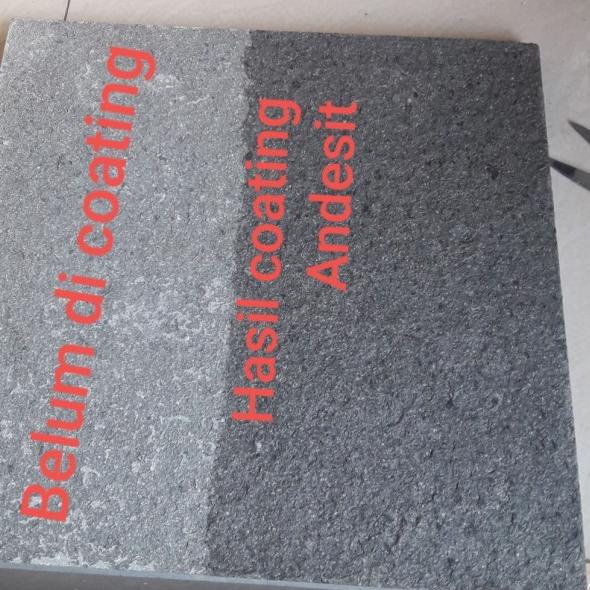 Belum di coating
Hasil coating
Andesit